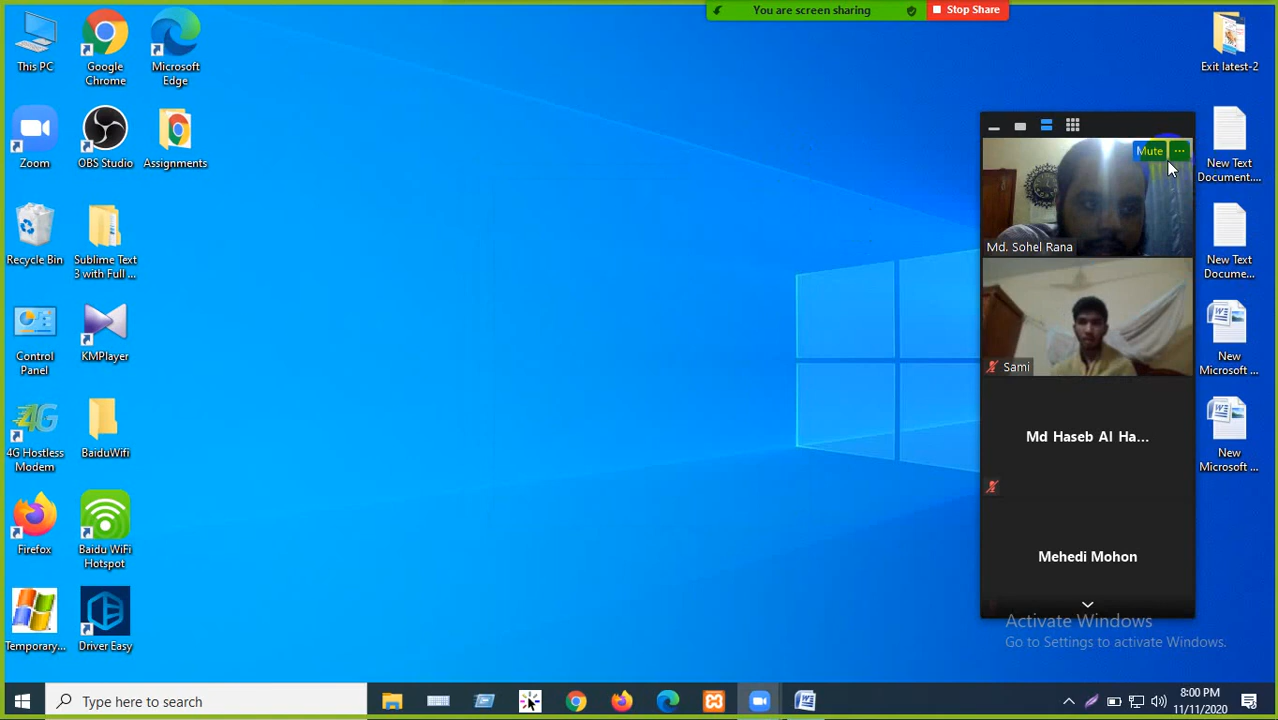 You are screen sharing
Stop Share
This PC
Google
Chrome
Microsoft
Edge
Exit latest-2
Zoom
OBS Studio
Assignments
New Text
Document....
Mute
Md. Sohel Rana
Recycle Bin
Sublime Text
3 with Full ...
New Text
Docume...
Control
Panel
KMPlayer
New
Microsoft ...
Sami
4G
4G Hostless
Modem
BaiduWifi
New
Microsoft ...
Md Haseb Al Ha...
Firefox
Baidu WiFi
Hotspot
Mehedi Mohon
Temporary...
Driver Easy
Activate Windows
Go to Settings to activate Windows.
Type here to search
8:00 PM
11/11/2020